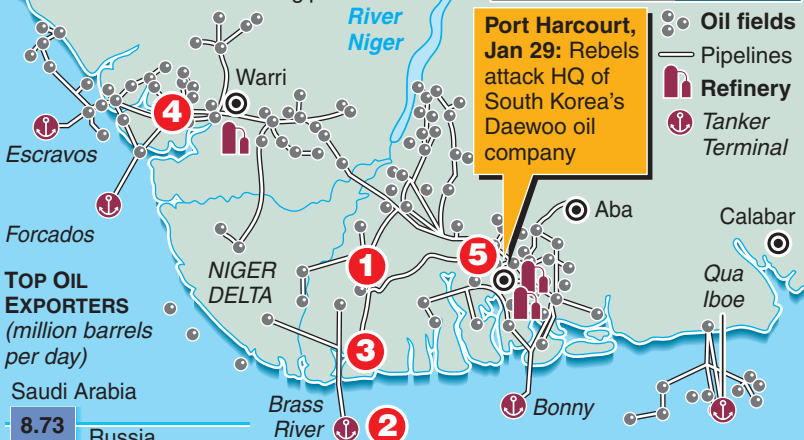 River
Niger
Port Harcourt,
Jan 29: Rebels
attack HQ of
South Korea's
Daewoo oil
company
Oil fields
Pipelines
Refinery
Tanker
Terminal
Warri
4
Escravos
Forcados
Aba
Calabar
NIGER
DELTA
1
5
Qua
Iboe
TOP OIL
EXPORTERS
(million barrels
per day)
3
Saudi Arabia
8.73
Russia
Brass
River
2
Bonny